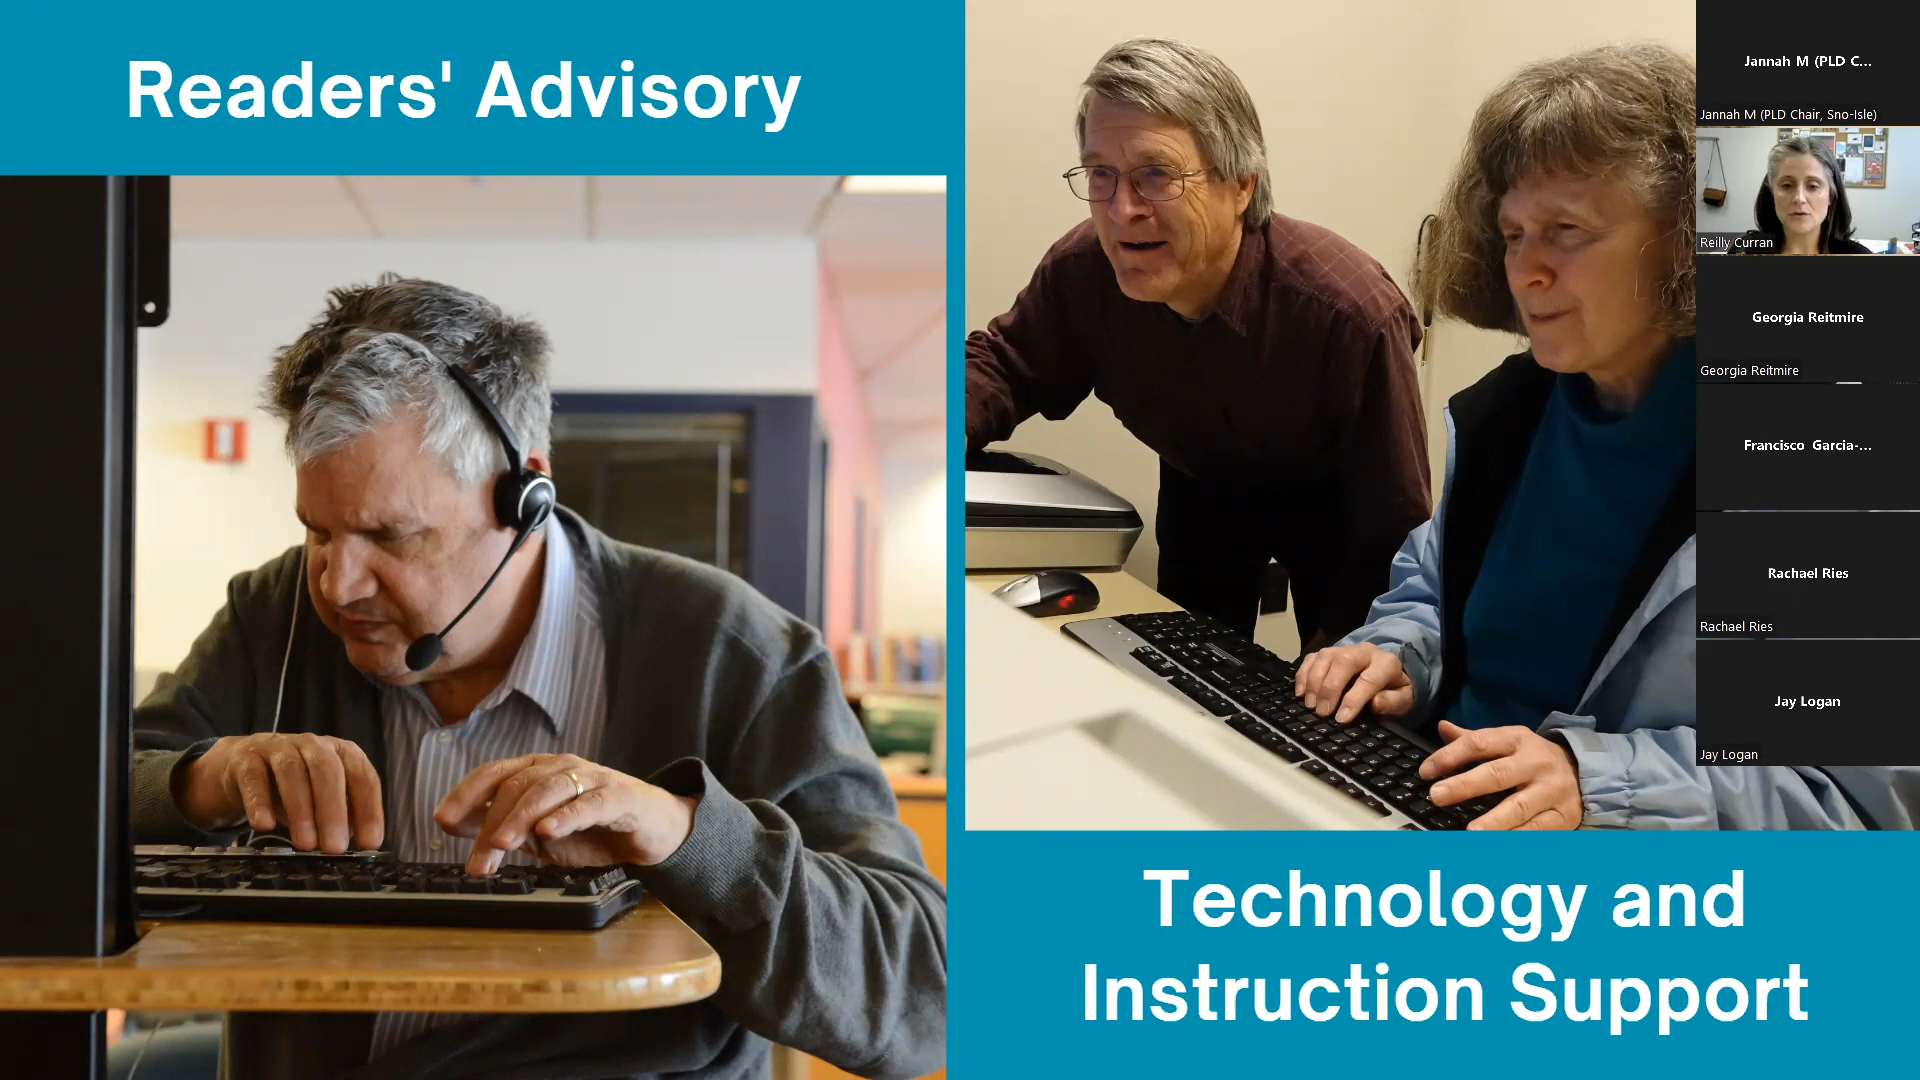 Readers' Advisory
Technology and
Instruction Support
Jannah M (PLD C...
Jannah M (PLD Chair, Sno-Isle)
Reilly Curran
Georgia Reitmire
Georgia Reitmire
Francisco Garcia-...
Rachael Ries
Rachael Ries
Jay Logan
Jay Logan